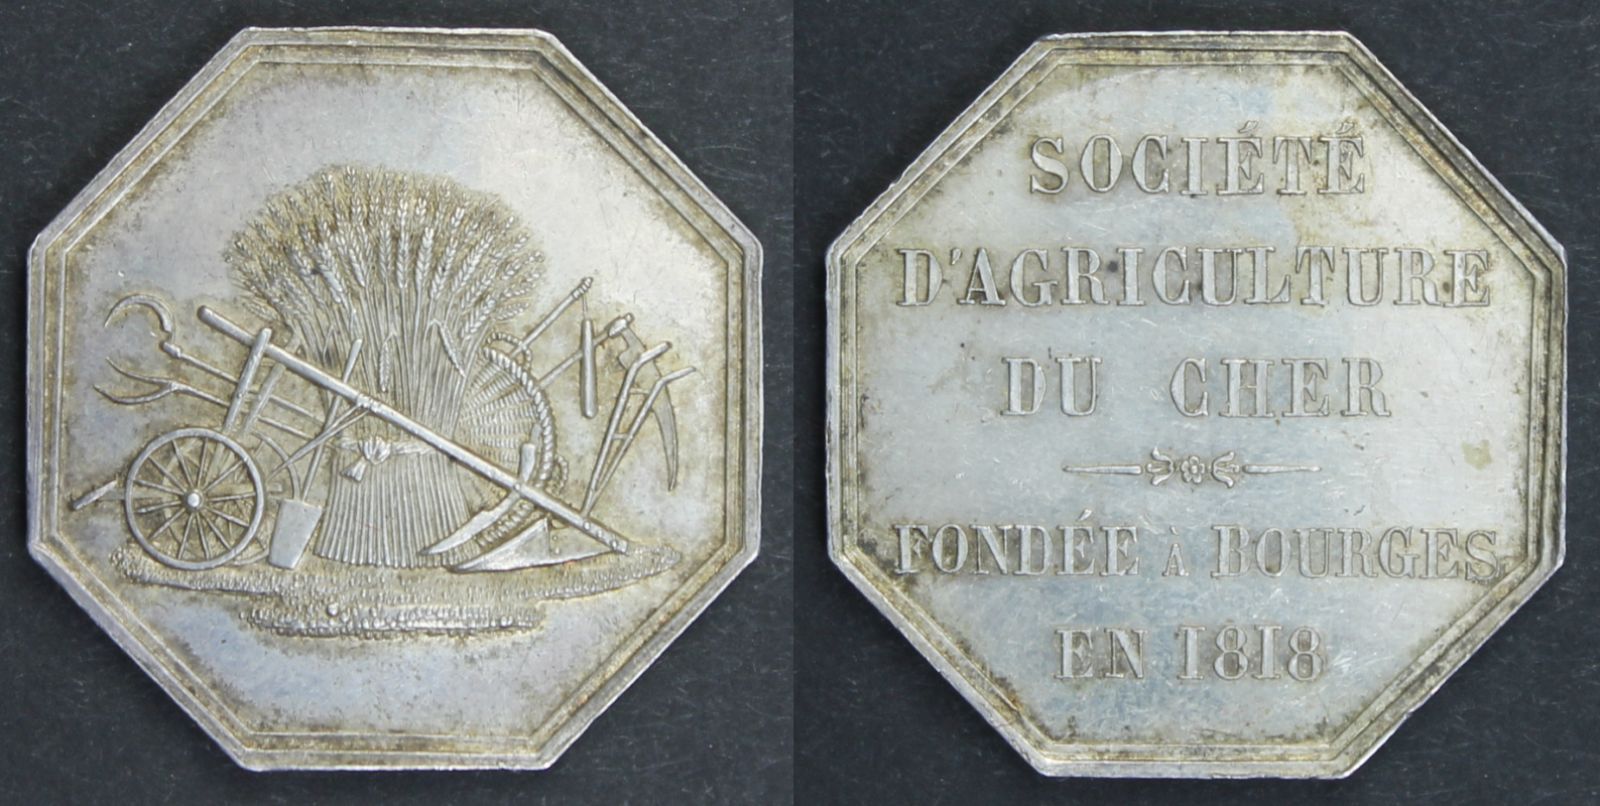 SOCIÉTÉ
D'AGRICULTURE
DU CHER
FONDÉE À BOURGES
EN 1818